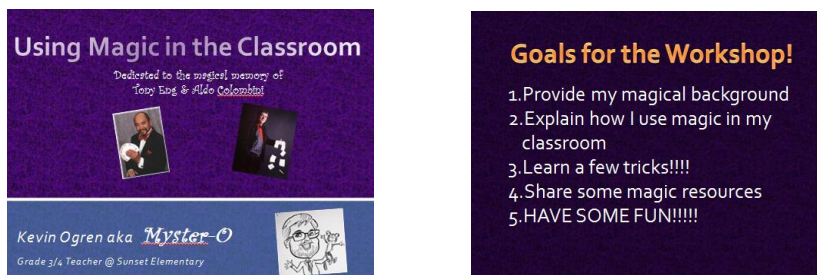 Using Magic in the Classroom
Dedicated to the magical memory of
Tony Eng & Aldo Colombini
Kevin Ogren aka Myster-O
Grade 3/4 Teacher @ Sunset Elementary
Goals for the Workshop!
1.Provide my magical background
2.Explain how I use magic in my
classroom
3.Learn a few tricks!!!!
4.Share some magic resources
5.HAVE SOME FUN!!!!!